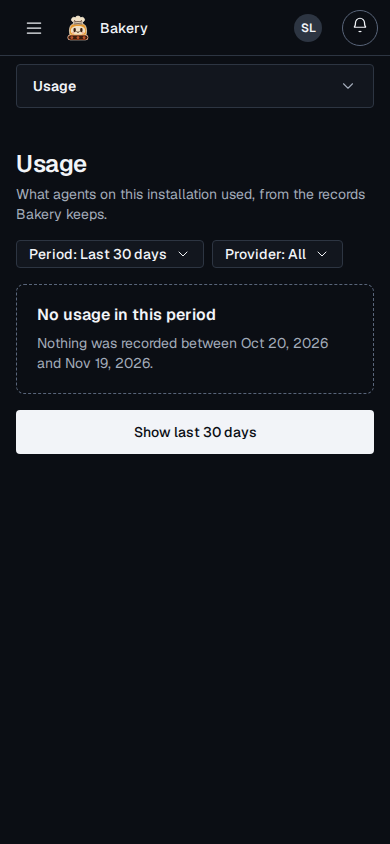 Bakery
SL
Usage
Usage
What agents on this installation used, from the records
Bakery keeps.
Period: Last 30 days
Provider: All
No usage in this period
Nothing was recorded between Oct 20, 2026
and Nov 19, 2026.
Show last 30 days